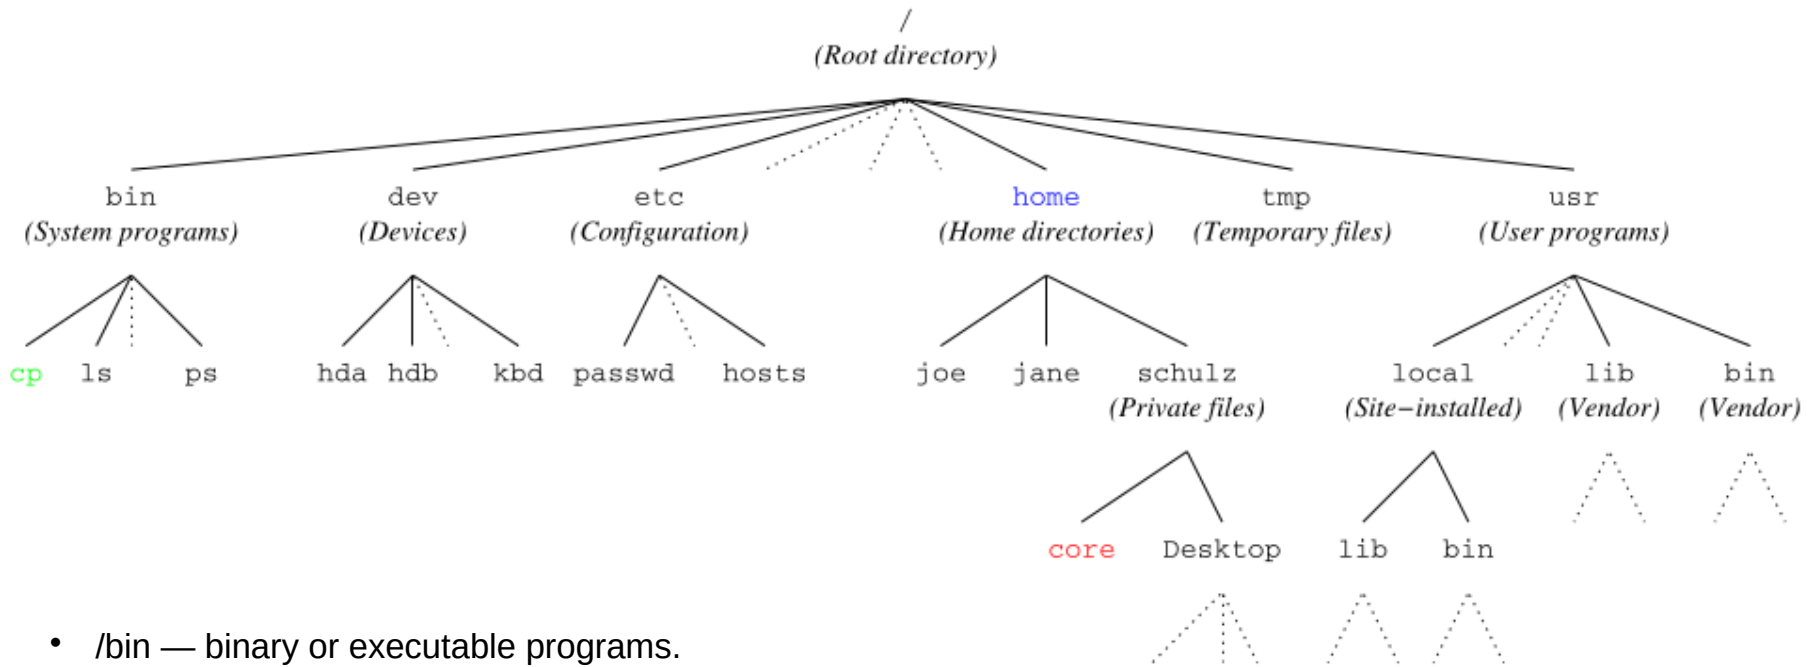 /
(Root directory)
bin dev etc home tmp usr
(System programs) (Devices) (Configuration) (Home directories) (Temporary files) (User programs)
cp ls ps hda hdb kbd passwd hosts joe jane schulz local lib bin
(Private files) (Site−installed) (Vendor) (Vendor)
core Desktop lib bin
• /bin — binary or executable programs.